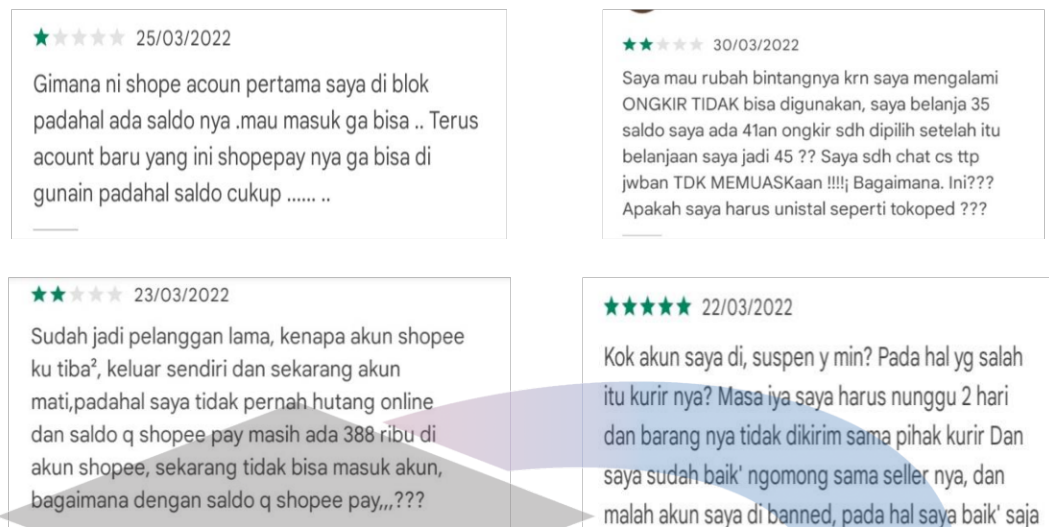 25/03/2022
Gimana ni shope acoun pertama saya di blok
padahal ada saldo nya .mau masuk ga bisa .. Terus
acount baru yang ini shopepay nya ga bisa di
gunain padahal saldo cukup ...... ..
30/03/2022
Saya mau rubah bintangnya krn saya mengalami
ONGKIR TIDAK bisa digunakan, saya belanja 35
saldo saya ada 41an ongkir sdh dipilih setelah itu
belanjaan saya jadi 45 ?? Saya sdh chat cs ttp
jwban TDK MEMUASKaan !!!!¡ Bagaimana. Ini???
Apakah saya harus unistal seperti tokoped ???
23/03/2022
Sudah jadi pelanggan lama, kenapa akun shopee
ku tiba², keluar sendiri dan sekarang akun
mati,padahal saya tidak pernah hutang online
dan saldo q shopee pay masih ada 388 ribu di
akun shopee, sekarang tidak bisa masuk akun,
bagaimana dengan saldo q shopee pay,,,???
22/03/2022
Kok akun saya di, suspen y min? Pada hal yg salah
itu kurir nya? Masa iya saya harus nunggu 2 hari
dan barang nya tidak dikirim sama pihak kurir Dan
saya sudah baik' ngomong sama seller nya, dan
malah akun saya di banned, pada hal saya baik' saja